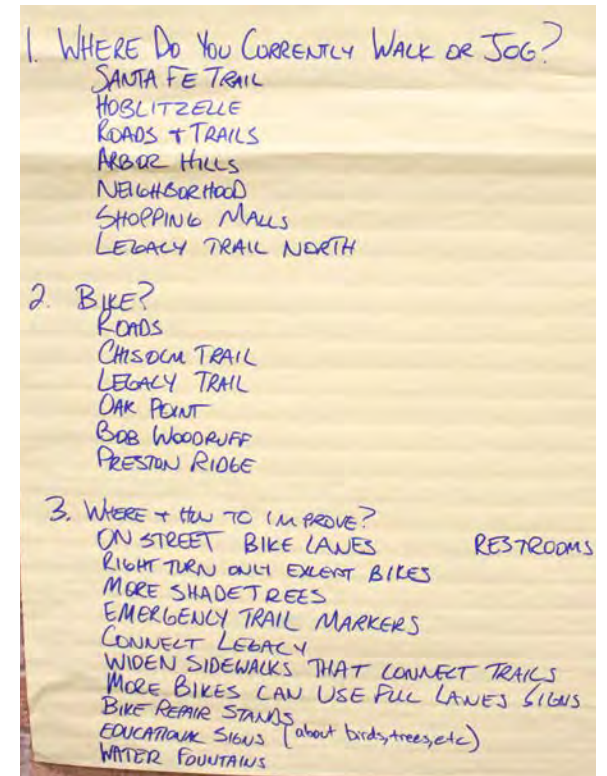 1. WHERE DO YOU CURRENTLY WALK OR JOG?
SANTA FE TRAIL
HOBLITZELLE
ROADS + TRAILS
ARBOR HILLS
NEIGHBORHOOD
SHOPPING MALLS
LEGACY TRAIL NORTH
2. BIKE?
ROADS
CHISOLM TRAIL
LEGACY TRAIL
OAK POINT
BOB WOODRUFF
PRESTON RIDGE
3. WHERE + HOW TO IMPROVE?
ON STREET BIKE LANES RESTROOMS
RIGHT TURN ONLY EXCEPT BIKES
MORE SHADETREES
EMERGENCY TRAIL MARKERS
CONNECT LEGACY
WIDEN SIDEWALKS THAT CONNECT TRAILS
MORE BIKES CAN USE FULL LANES SIGNS
BIKE REPAIR STANDS
EDUCATIONAL SIGNS (about birds, trees, etc)
WATER FOUNTAINS